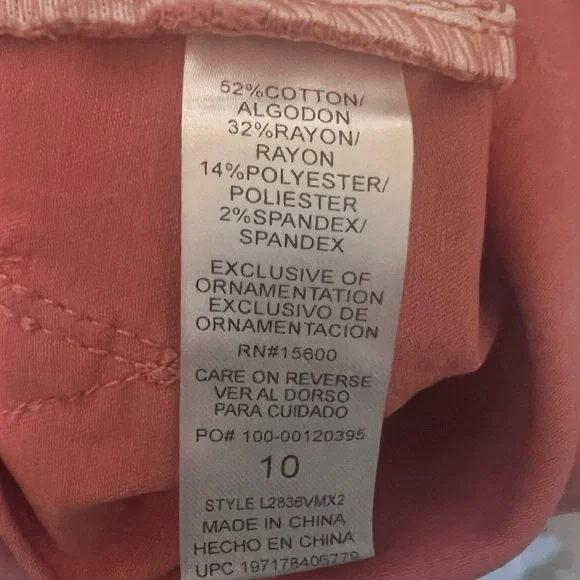 52%COTTON/
ALGODON
32%RAYON/
RAYON
14%POLYESTER/
POLIESTER
2%SPANDEX/
SPANDEX
EXCLUSIVE OF
ORNAMENTATION
EXCLUSIVO DE
ORNAMENTACION
RN#15600
CARE ON REVERSE
VER AL DORSO
PARA CUIDADO
PO# 100-00120395
10
STYLE L2836VMX2
MADE IN CHINA
HECHO EN CHINA
UPC 197178406779